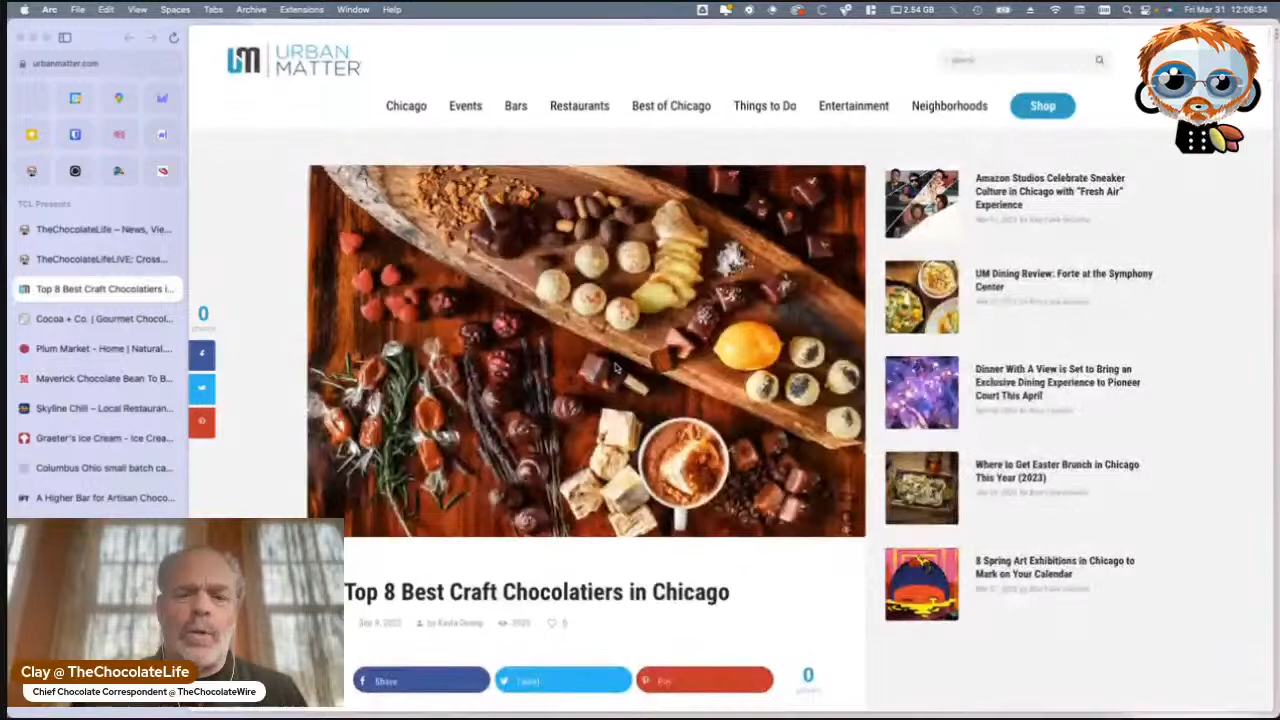 Arc File Edit View Spaces Tabs Archive Extensions Window Help
2.54 GB
Fri Mar 31 12:06:34
urbanmatter.com
URBAN
MATTER
search
Chicago Events Bars Restaurants Best of Chicago Things to Do Entertainment Neighborhoods Shop
TCL Presents
TheChocolateLife – News, Vie...
TheChocolateLifeLIVE: Cross...
Top 8 Best Craft Chocolatiers i...
Cocoa + Co. | Gourmet Chocol...
Plum Market - Home | Natural....
Maverick Chocolate Bean To B...
Skyline Chili – Local Restauran...
Graeter's Ice Cream - Ice Crea...
Columbus Ohio small batch ca...
A Higher Bar for Artisan Choco...
0
Amazon Studios Celebrate Sneaker
Culture in Chicago with "Fresh Air"
Experience
UM Dining Review: Forte at the Symphony
Center
Dinner With A View is Set to Bring an
Exclusive Dining Experience to Pioneer
Court This April
Where to Get Easter Brunch in Chicago
This Year (2023)
8 Spring Art Exhibitions in Chicago to
Mark on Your Calendar
Top 8 Best Craft Chocolatiers in Chicago
Share
Tweet
Pin
0
Clay @ TheChocolateLife
Chief Chocolate Correspondent @ TheChocolateWire